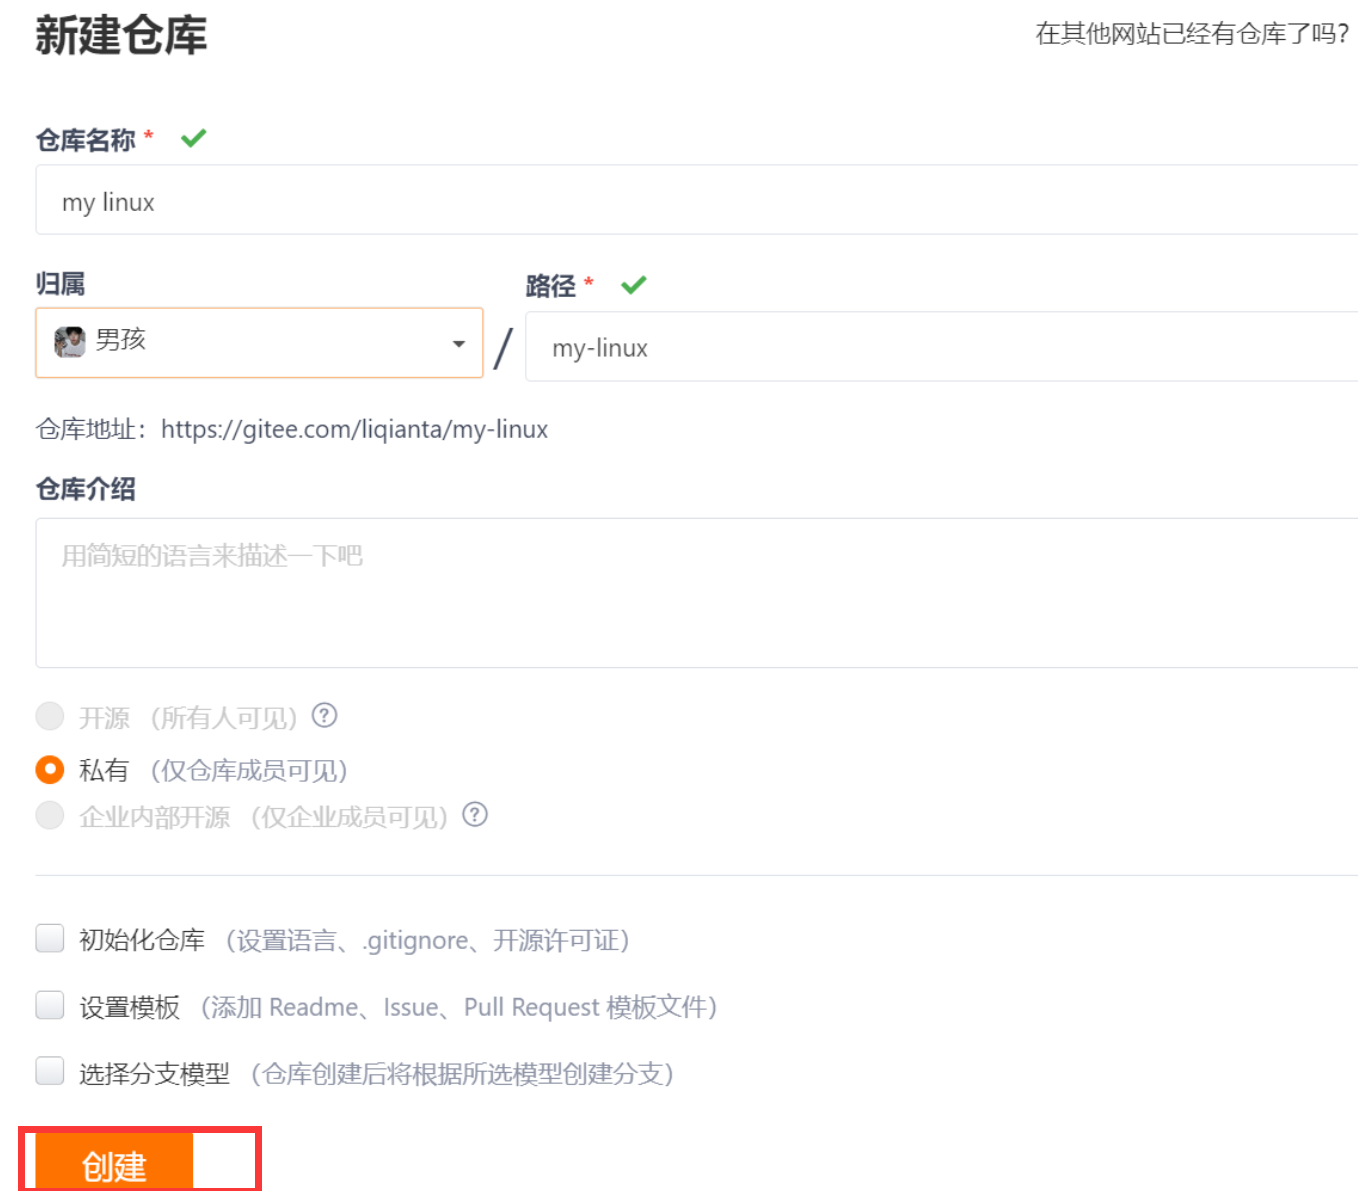 新建仓库
在其他网站已经有仓库了吗?
仓库名称 *
my linux
归属
路径 *
男孩
/
my-linux
仓库地址：https://gitee.com/liqianta/my-linux
仓库介绍
用简短的语言来描述一下吧
开源 （所有人可见） ?
私有 （仅仓库成员可见）
企业内部开源 （仅企业成员可见） ?
初始化仓库 （设置语言、.gitignore、开源许可证）
设置模板 （添加 Readme、Issue、Pull Request 模板文件）
选择分支模型 （仓库创建后将根据所选模型创建分支）
创建